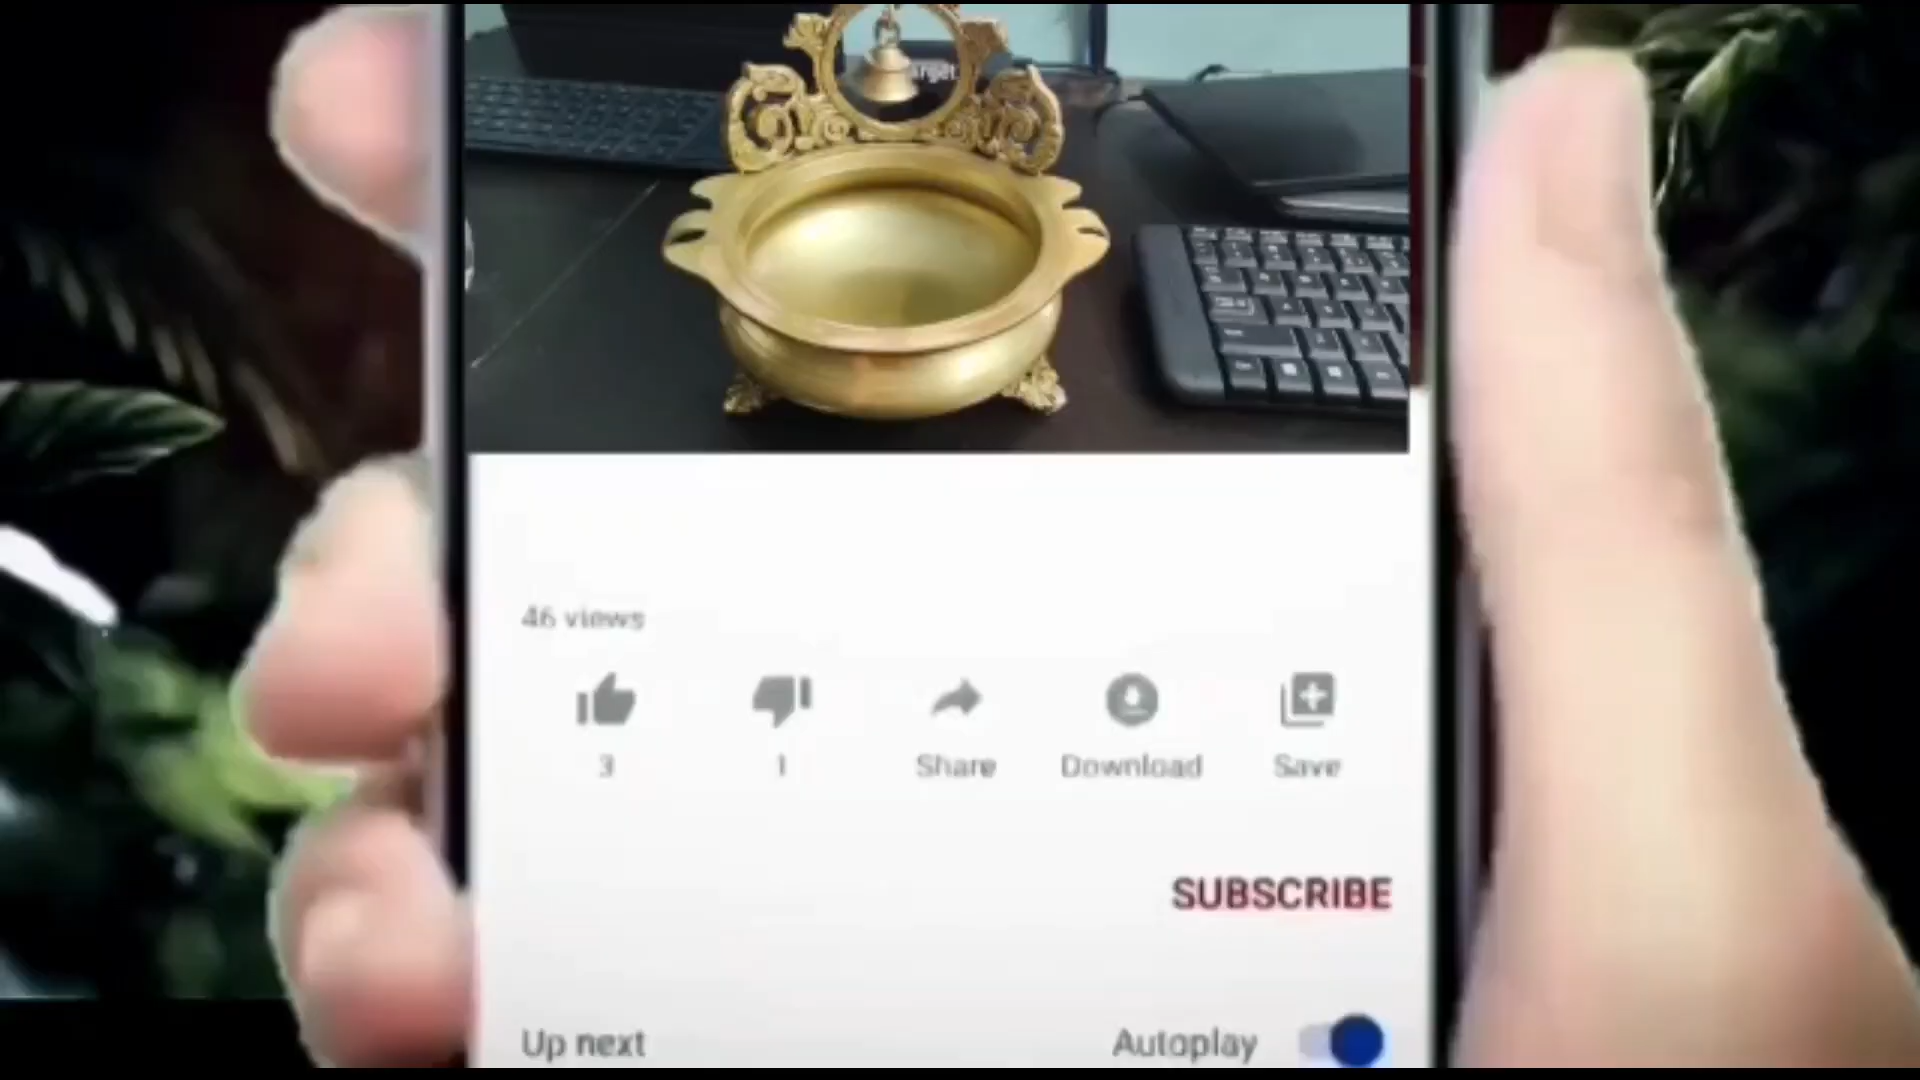 46 views
3
1
Share
Download
Save
SUBSCRIBE
Up next
Autoplay